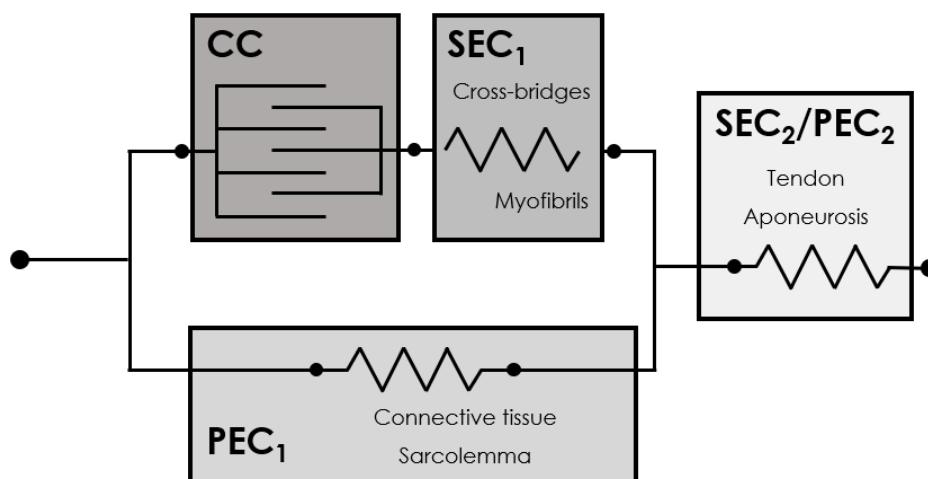 CC
SEC₁
Cross-bridges
Myofibrils
SEC₂/PEC₂
Tendon
Aponeurosis
PEC₁
Connective tissue
Sarcolemma